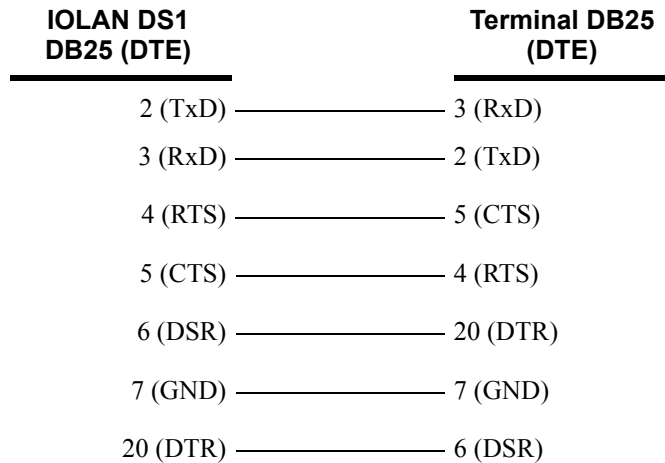 IOLAN DS1
DB25 (DTE)
Terminal DB25
(DTE)
2 (TxD) 3 (RxD)
3 (RxD) 2 (TxD)
4 (RTS) 5 (CTS)
5 (CTS) 4 (RTS)
6 (DSR) 20 (DTR)
7 (GND) 7 (GND)
20 (DTR) 6 (DSR)